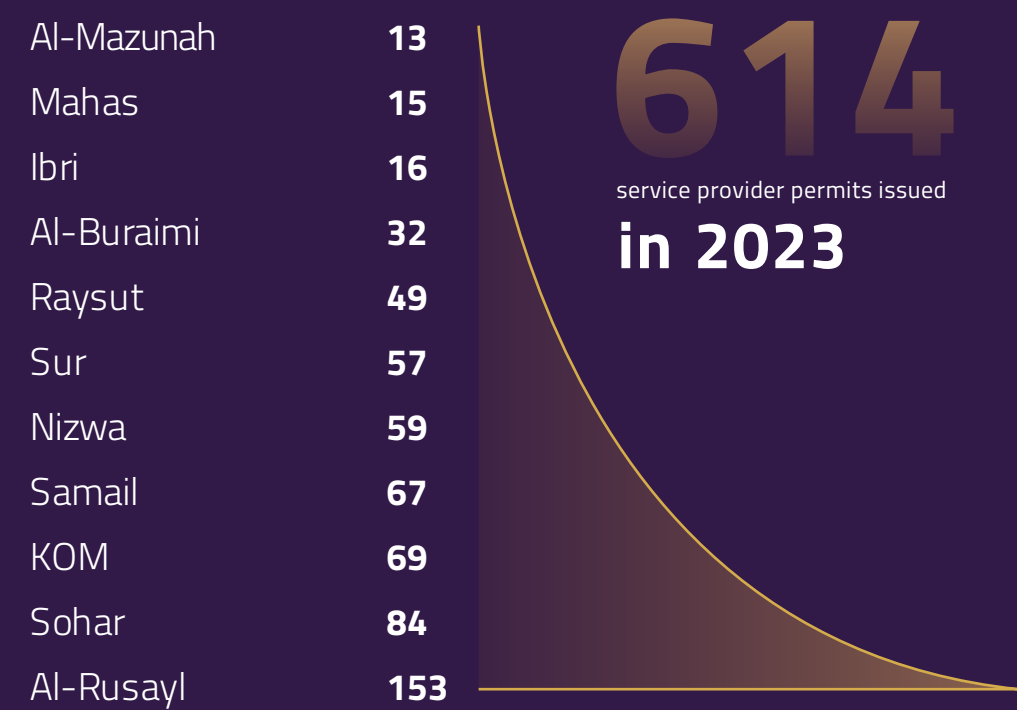 Al-Mazunah 13
Mahas 15
Ibri 16
Al-Buraimi 32
Raysut 49
Sur 57
Nizwa 59
Samail 67
KOM 69
Sohar 84
Al-Rusayl 153
614
service provider permits issued
in 2023